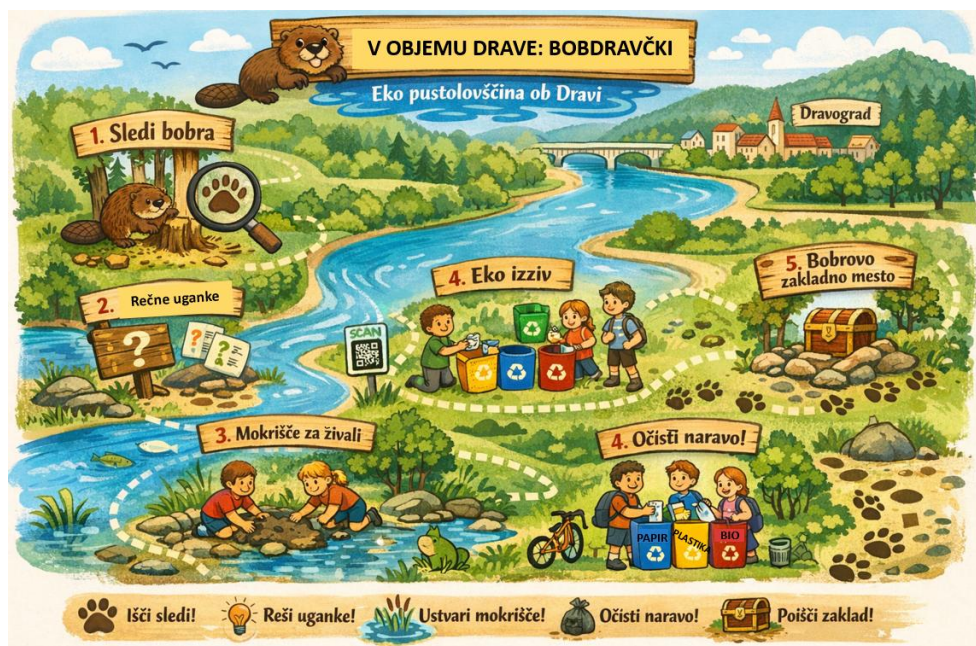 V OBJEMU DRAVE: BOBDRAVČKI
Eko pustolovščina ob Dravi
Dravograd
1. Sledi bobra
2. Rečne uganke
?
?
?
SCAN
4. Eko izziv
5. Bobrovo
zakladno mesto
3. Mokrišče za živali
4. Očisti naravo!
PAPIR
PLASTIKA
BIO
Išči sledi!
Reši uganke!
Ustvari mokrišče!
Očisti naravo!
Poišči zaklad!